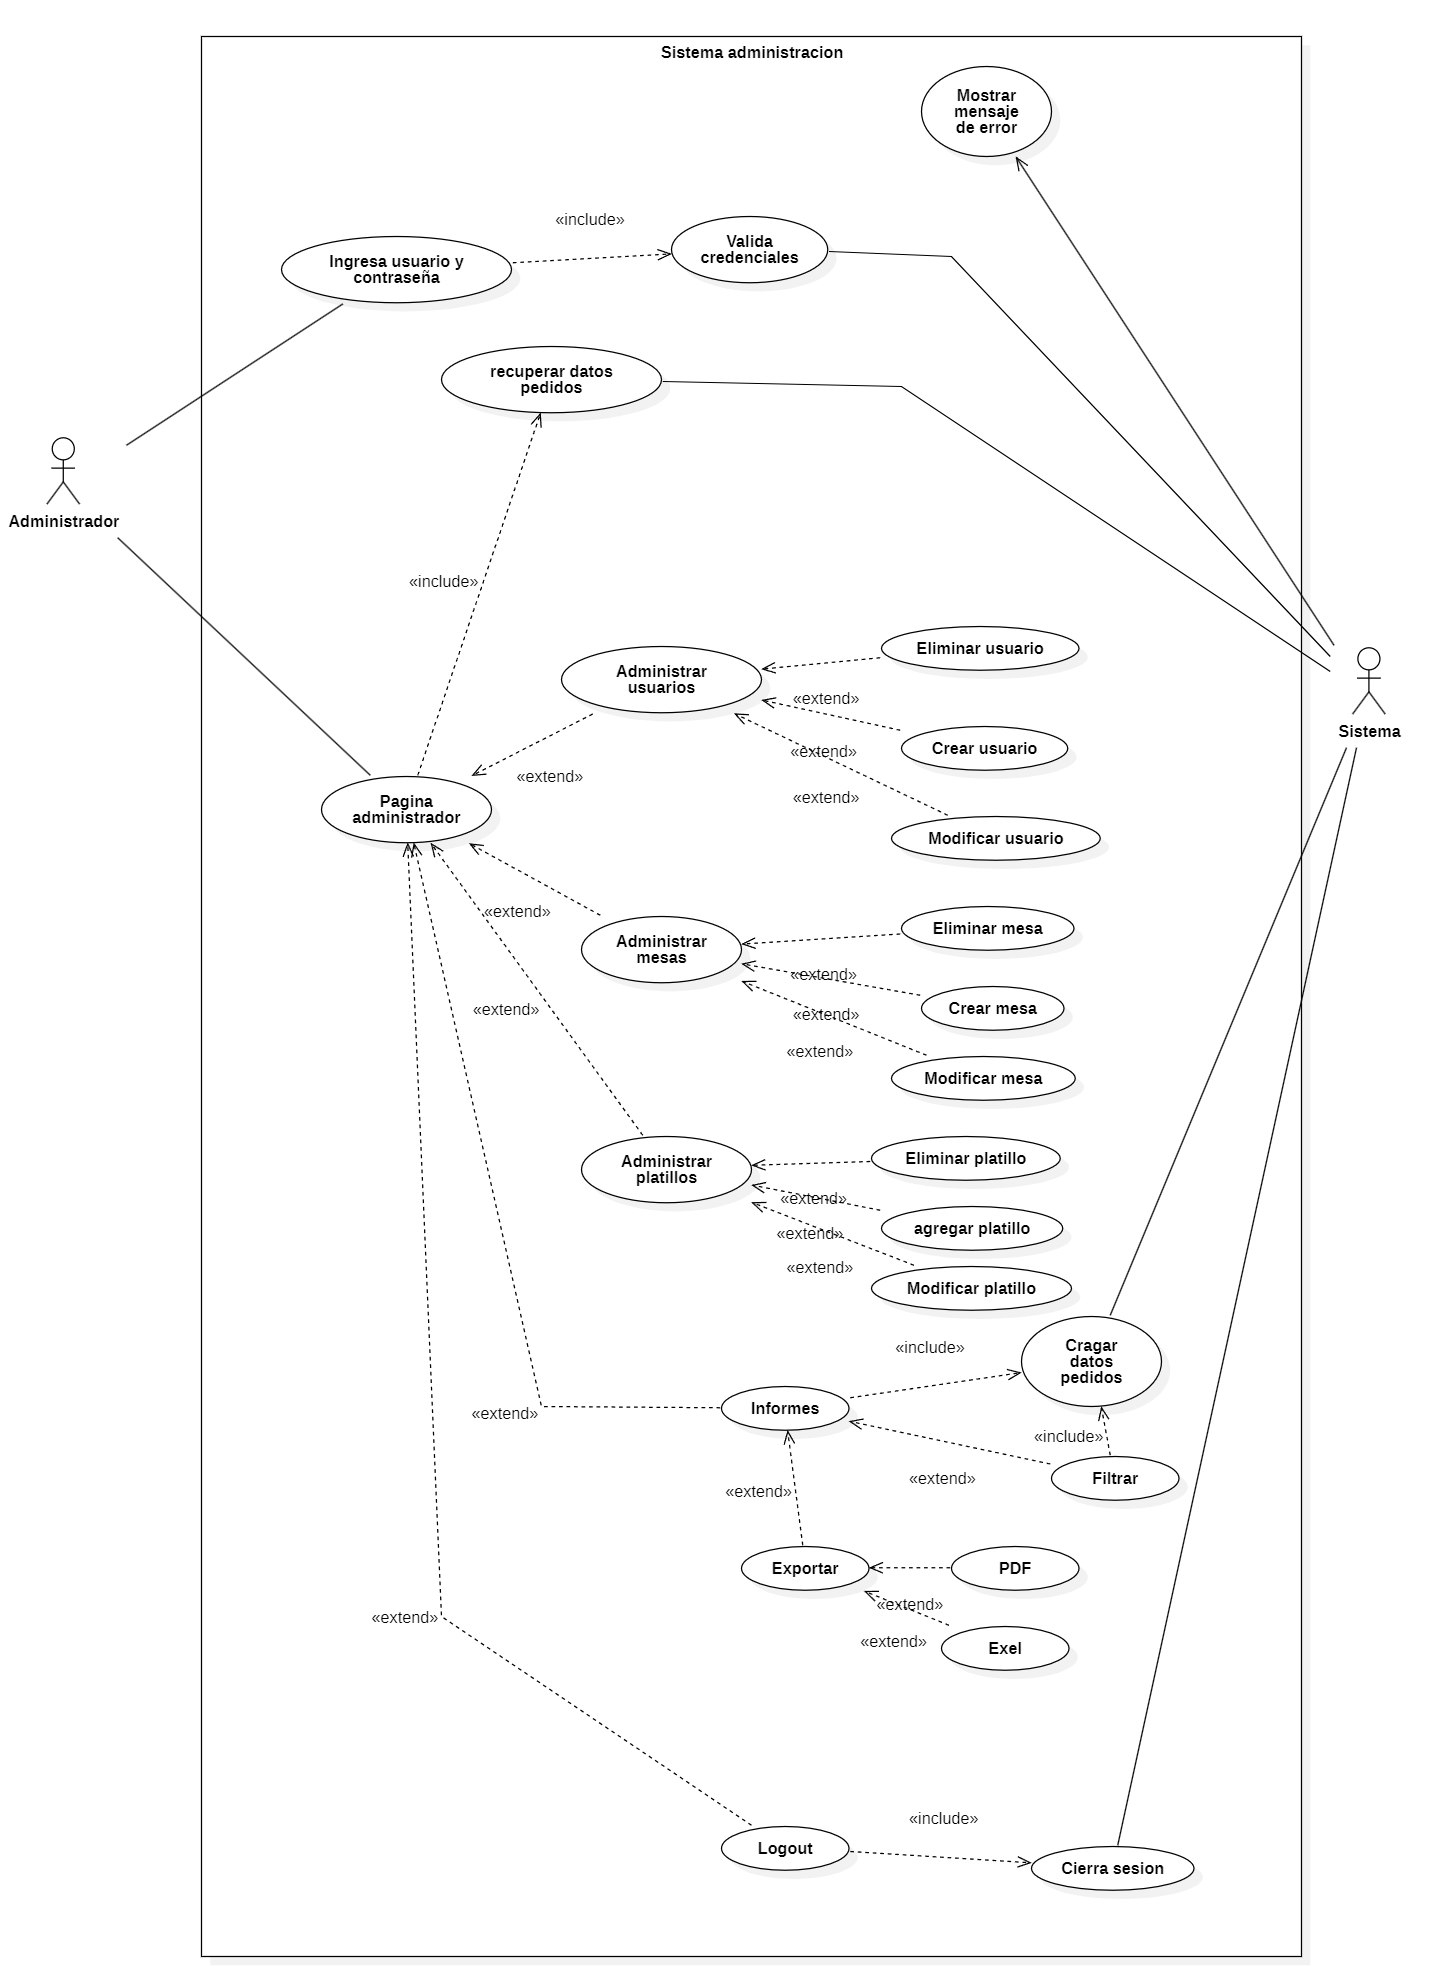 Sistema administracion
Mostrar
mensaje
de error
«include»
Valida
credenciales
Ingresa usuario y
contraseña
recuperar datos
pedidos
Administrador
«include»
Eliminar usuario
Administrar
usuarios
«extend»
Sistema
Crear usuario
«extend»
«extend»
«extend»
Pagina
administrador
Modificar usuario
«extend»
Eliminar mesa
Administrar
mesas
«extend»
«extend»
Crear mesa
«extend»
«extend»
Modificar mesa
Eliminar platillo
Administrar
platillos
«extend»
agregar platillo
«extend»
«extend»
Modificar platillo
«include»
Cragar
datos
pedidos
Informes
«extend»
«include»
Filtrar
«extend»
«extend»
Exportar
PDF
«extend»
«extend»
«extend»
Exel
«include»
Logout
Cierra sesion